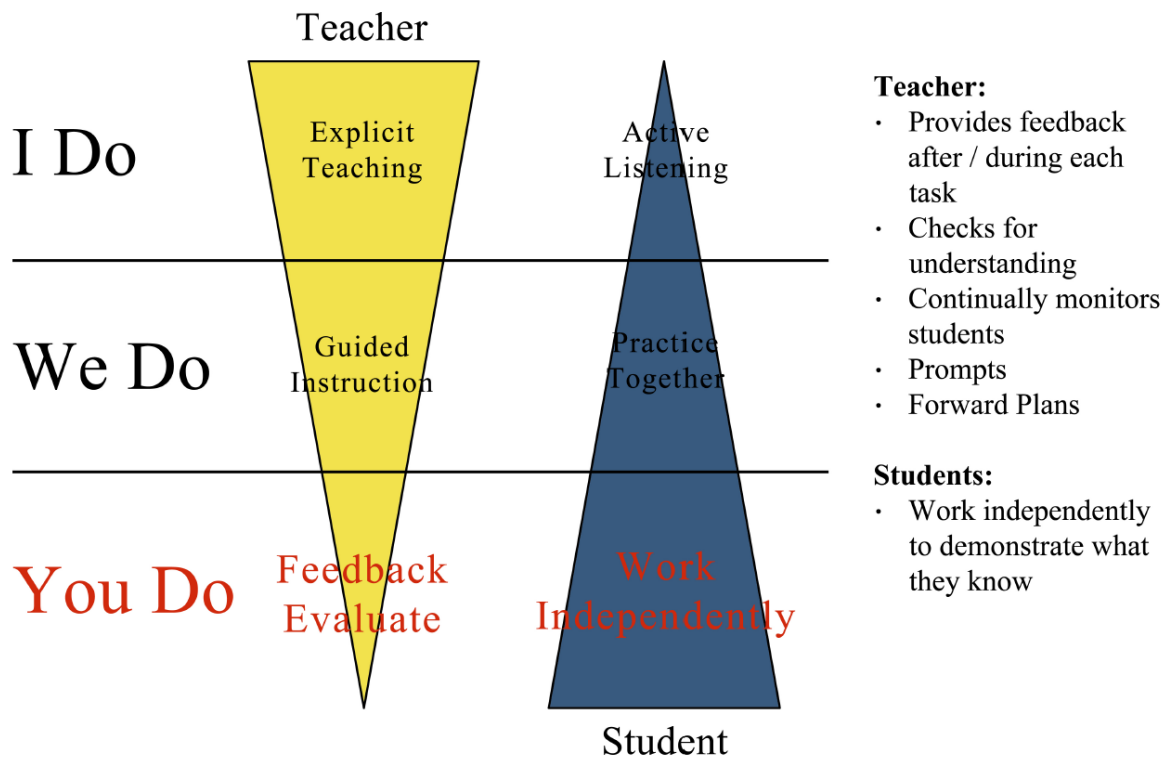 Teacher
I Do
Explicit
Teaching
Active
Listening
We Do
Guided
Instruction
Practice
Together
You Do
Feedback
Evaluate
Work
Independently
Student
Teacher:
· Provides feedback
after / during each
task
· Checks for
understanding
· Continually monitors
students
· Prompts
· Forward Plans
Students:
· Work independently
to demonstrate what
they know